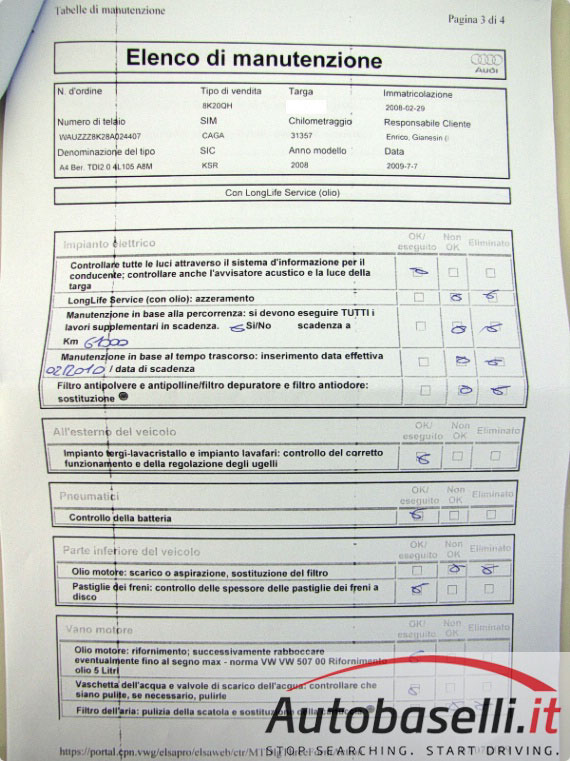 Tabelle di manutenzione
Pagina 3 di 4
Elenco di manutenzione
Audi
N. d'ordine
Tipo di vendita
8K20QH
Targa
Immatricolazione
2008-02-29
Numero di telaio
WAUZZZ8K28A024407
SIM
CAGA
Chilometraggio
31357
Responsabile Cliente
Enrico, Gianesin (i
Denominazione del tipo
A4 Ber. TDI2.0 4L105 A8M
SIC
KSR
Anno modello
2008
Data
2009-7-7
Con LongLife Service (olio)
Impianto elettrico
OK/ eseguito
Non OK
Eliminato
Controllare tutte le luci attraverso il sistema d'informazione per il
conducente; controllare anche l'avvisatore acustico e la luce della
targa
LongLife Service (con olio): azzeramento
Manutenzione in base alla percorrenza: si devono eseguire TUTTI i
lavori supplementari in scadenza. Si/No scadenza a
Km 61000
Manutenzione in base al tempo trascorso: inserimento data effettiva
02/2010 / data di scadenza
Filtro antipolvere e antipolline/filtro depuratore e filtro antiodore:
sostituzione
All'esterno del veicolo
OK/ eseguito
Non OK
Eliminato
Impianto tergi-lavacristallo e impianto lavafari: controllo del corretto
funzionamento e della regolazione degli ugelli
Pneumatici
OK/ eseguito
Non OK
Eliminato
Controllo della batteria
Parte inferiore del veicolo
OK/ eseguito
Non OK
Eliminato
Olio motore: scarico o aspirazione, sostituzione del filtro
Pastiglie dei freni: controllo delle spessore delle pastiglie dei freni a
disco
Vano motore
OK/
Non OK
Eliminato
Olio motore: rifornimento; successivamente rabboccare
eventualmente fino al segno max - norma VW VW 507 00 Rifornimento
olio 5 Litri
Vaschetta dell'acqua e valvole di scarico dell'acqua: controllare che
siano pulite, se necessario, pulirle
Filtro dell'aria: pulizia della scatola e sostituzione
Autobaselli.it
STOP SEARCHING. START DRIVING.
https://portal.cpn.vwg/elsapro/elsaweb/ctr/